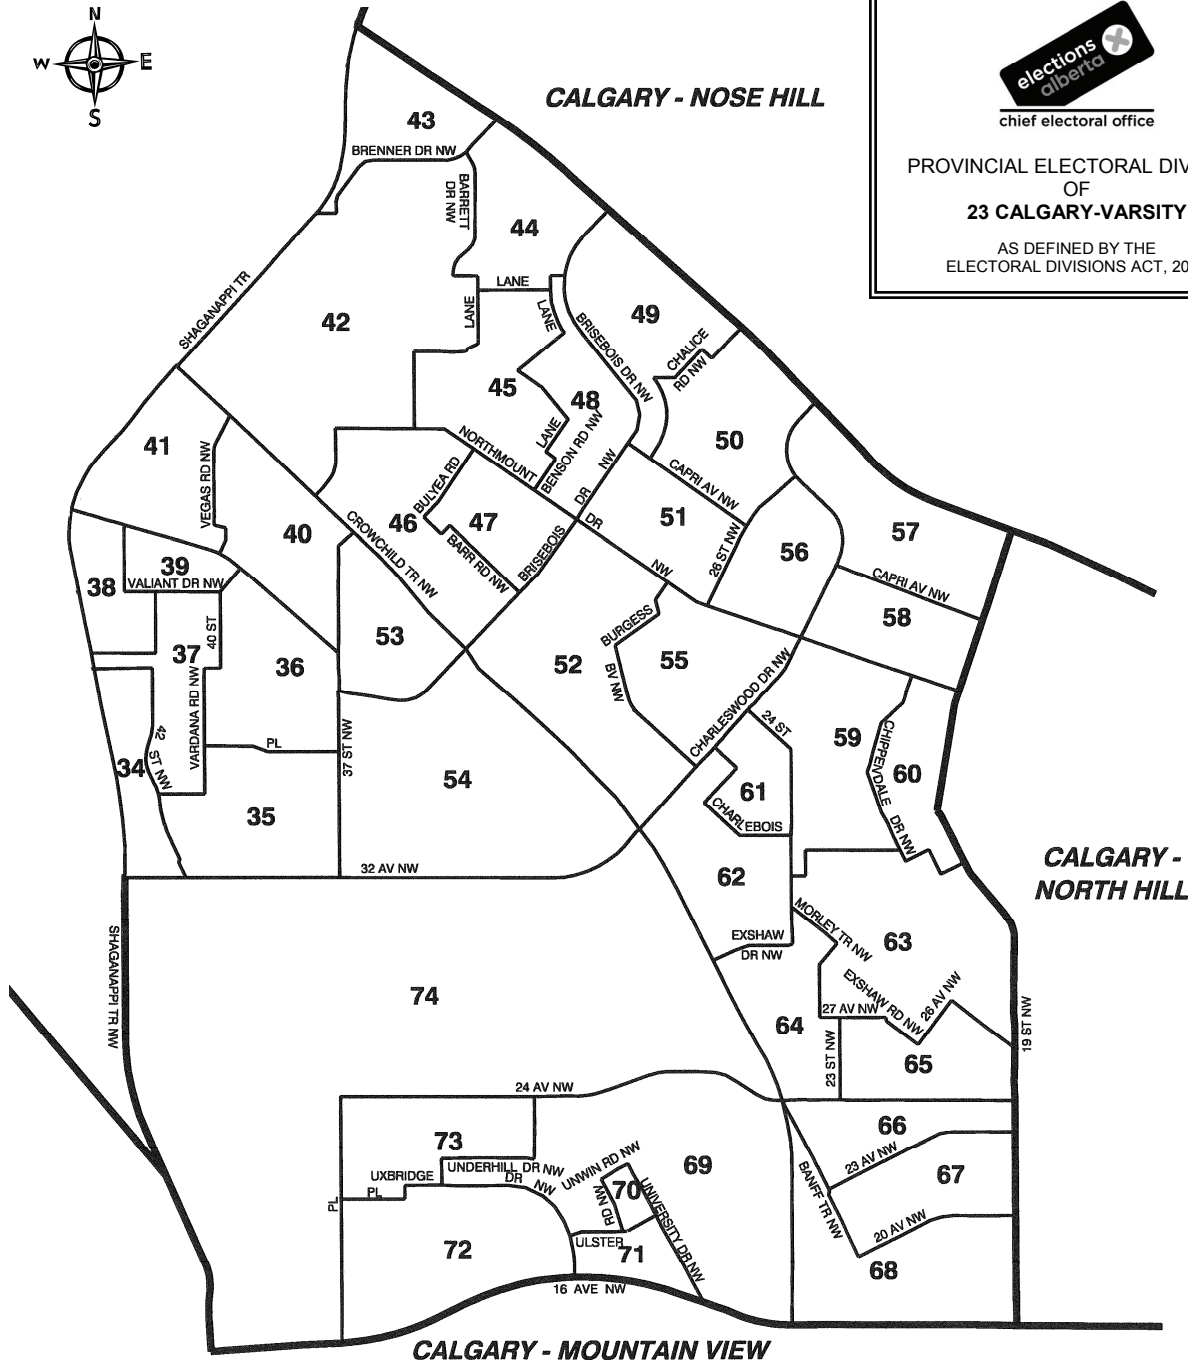 N
W E
S
elections
alberta
chief electoral office
PROVINCIAL ELECTORAL DIV
OF
23 CALGARY-VARSITY
AS DEFINED BY THE
ELECTORAL DIVISIONS ACT, 20
CALGARY - NOSE HILL
43
BRENNER DR NW
BARRETT
DR NW
44
SHAGANAPPI TR
LANE
42
LANE
LANE
49
BRISEBOIS DR NW
CHALICE
RD NW
45
48
41
VEGAS RD NW
NORTHMOUNT
LANE
BENSON RD NW
50
BULYEA RD
NW
DR
CAPRI AV NW
40
CROWCHILD TR NW
46
47
BARR RD NW
BRISEBOIS
DR
51
26 ST NW
57
56
39
38
VALIANT DR NW
NW
CAPRI AV NW
58
40 ST
53
BURGESS
37
36
52
BV NW
55
VARDANA RD NW
42
ST NW
PL
37 ST NW
CHARLESWOOD DR NW
24 ST
59
CHIPPENDALE
DR NW
34
54
60
61
35
CHARLEBOIS
32 AV NW
62
CALGARY -
NORTH HILL
MORLEY TR NW
EXSHAW
DR NW
63
SHAGANAPPI TR NW
74
EXSHAW RD NW
26 AV NW
27 AV NW
64
23 ST NW
65
19 ST NW
24 AV NW
66
73
UNDERHILL DR NW
UXBRIDGE
DR NW
UNWIN RD NW
69
23 AV NW
67
PL
PL
70
RD NW
UNIVERSITY DR NW
BANFF TR NW
20 AV NW
72
ULSTER
71
68
16 AVE NW
CALGARY - MOUNTAIN VIEW